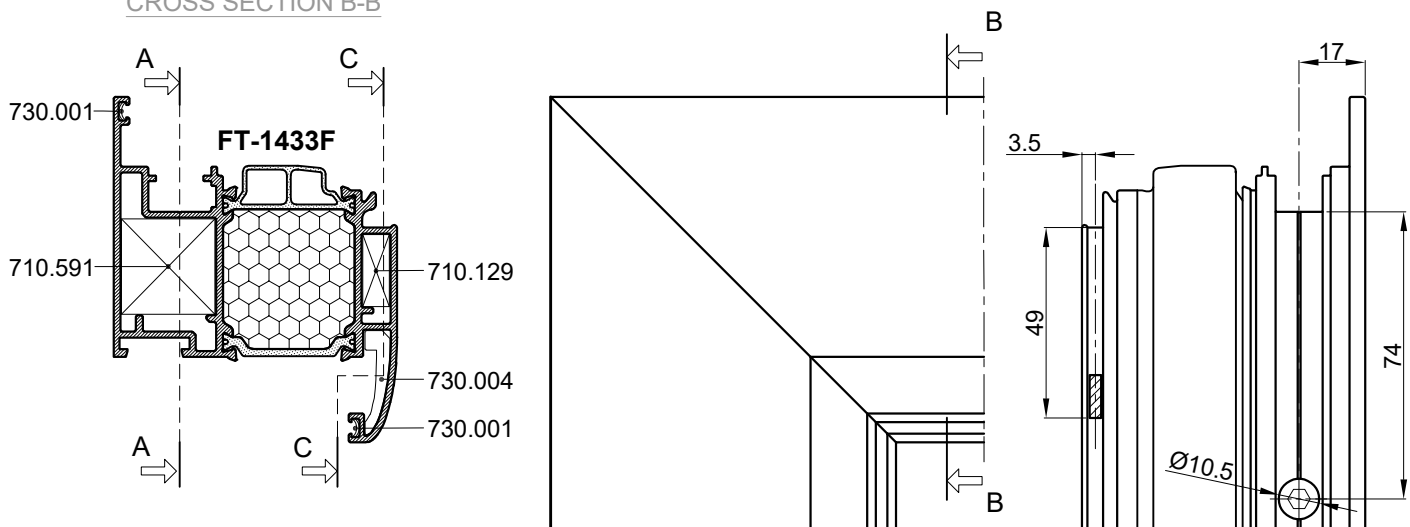 CROSS SECTION B-B
A
C
730.001
FT-1433F
710.591
710.129
730.004
730.001
A
C
B
B
17
3.5
49
74
Ø10.5